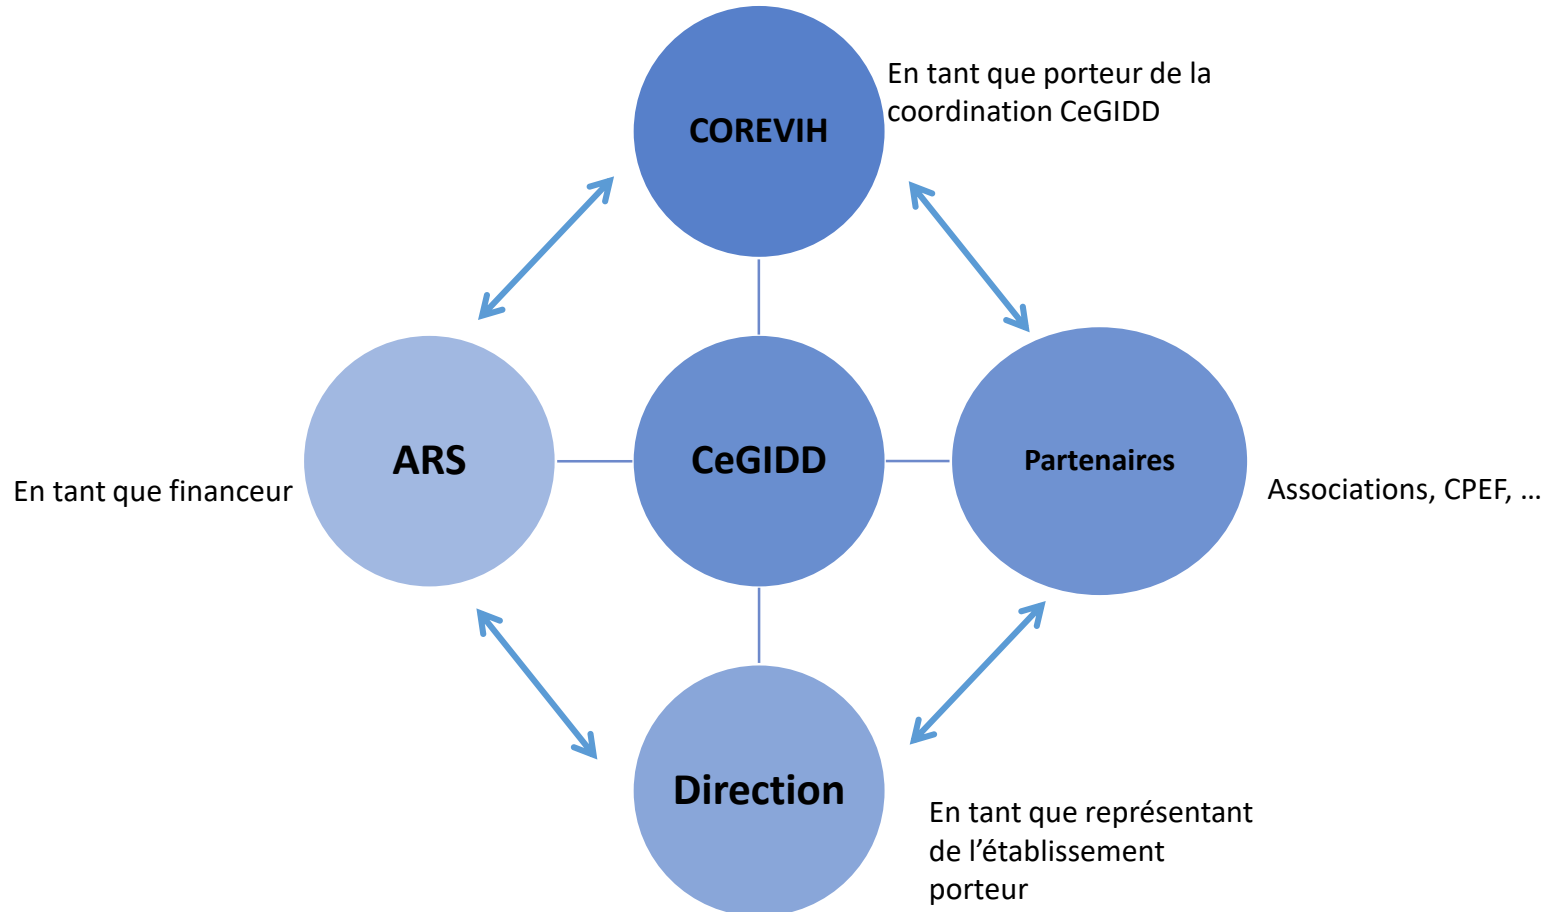 En tant que porteur de la
coordination CeGIDD
COREVIH
ARS
CeGIDD
Partenaires
En tant que financeur
Associations, CPEF, ...
Direction
En tant que représentant
de l’établissement
porteur